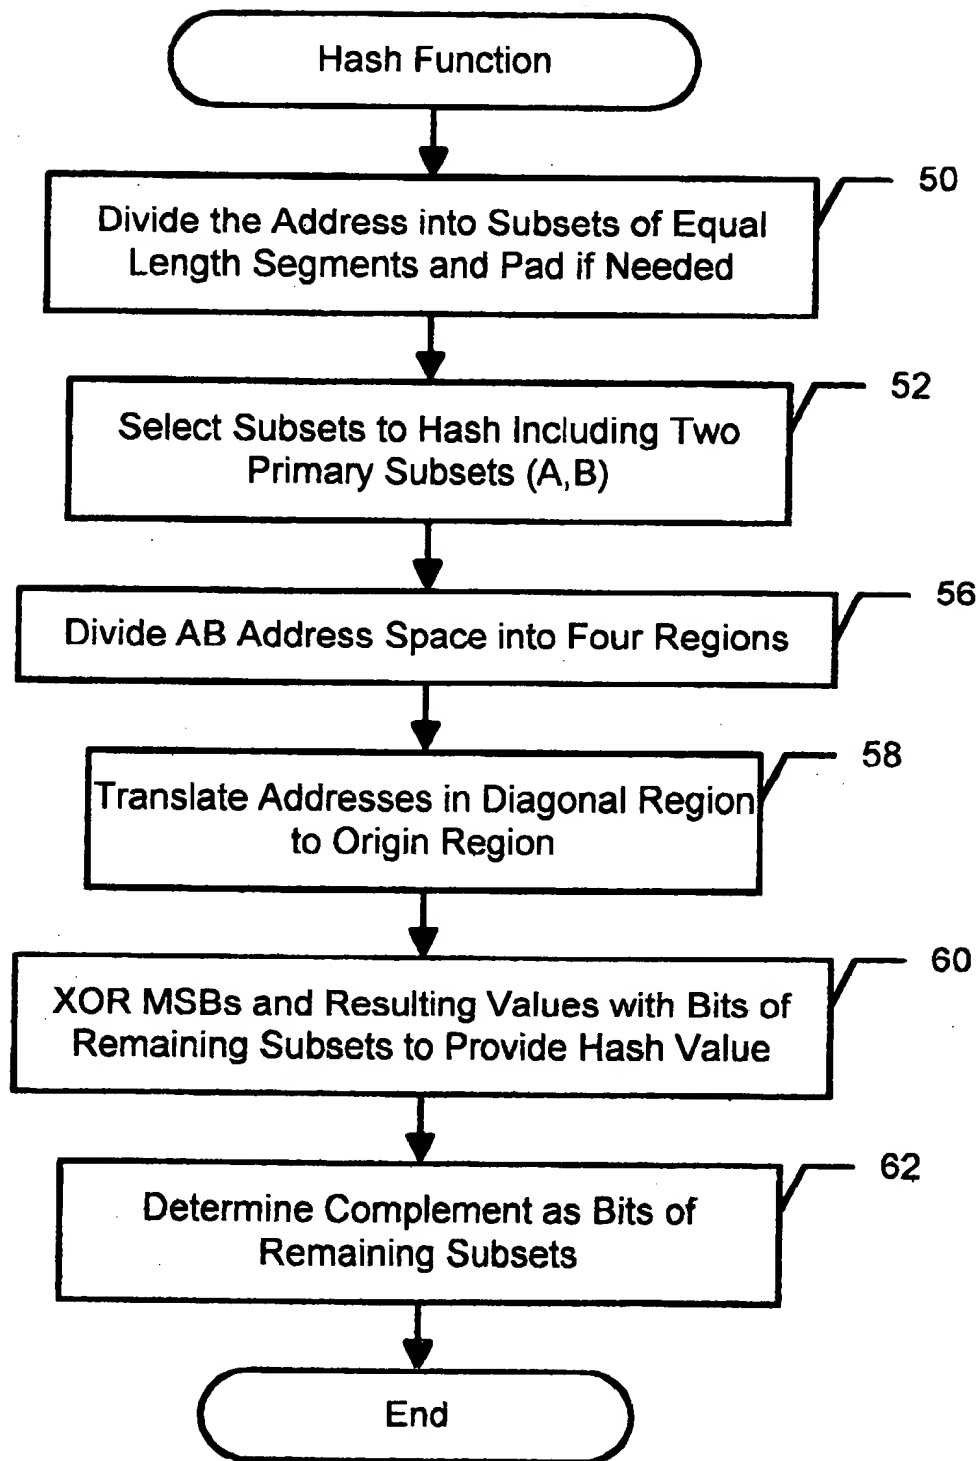 Hash Function
50
Divide the Address into Subsets of Equal
Length Segments and Pad if Needed
52
Select Subsets to Hash Including Two
Primary Subsets (A,B)
56
Divide AB Address Space into Four Regions
58
Translate Addresses in Diagonal Region
to Origin Region
60
XOR MSBs and Resulting Values with Bits of
Remaining Subsets to Provide Hash Value
62
Determine Complement as Bits of
Remaining Subsets
End